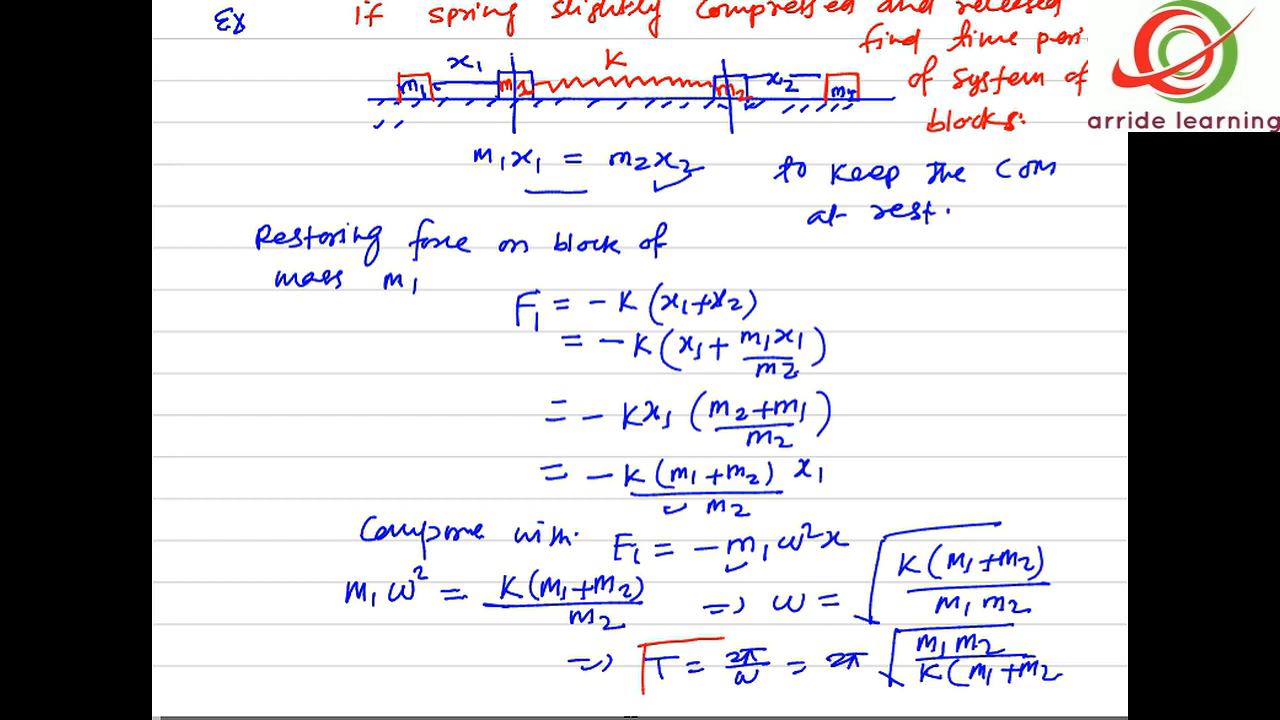 Ex If spring slightly compressed and released
find time peri
of system of
blocks.
x₁ K x₂
m₁ m₁ m₂ m₂
arride learning
m₁x₁ = m₂x₂ to keep the COM
at rest.
Restoring force on block of
mass m₁
F₁ = - K (x₁+x₂)
= - K (x₁ + m₁x₁/m₂)
= - Kx₁ (m₂+m₁/m₂)
= - K(m₁+m₂)/m₂ x₁
Compare with. F₁ = - m₁ω²x
m₁ω² = K(m₁+m₂)/m₂ => ω = √K(m₁+m₂)/m₁m₂
=> T = 2π/ω = 2π √m₁m₂/K(m₁+m₂